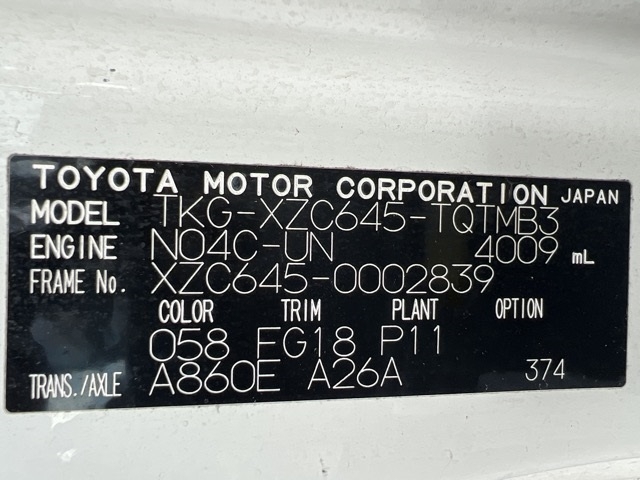 TOYOTA MOTOR CORPORATION JAPAN
MODEL TKG-XZC645-TQTMB3
ENGINE N04C-UN 4009 mL
FRAME No. XZC645-0002839
COLOR TRIM PLANT OPTION
058 FG18 P11
TRANS./AXLE A860E A26A 374